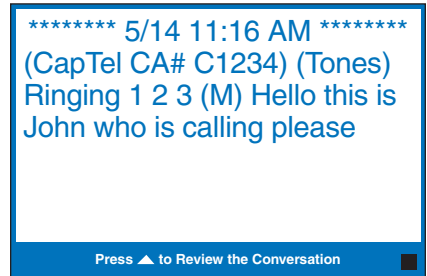 ******** 5/14 11:16 AM ********
(CapTel CA# C1234) (Tones)
Ringing 1 2 3 (M) Hello this is
John who is calling please
Press ▲ to Review the Conversation